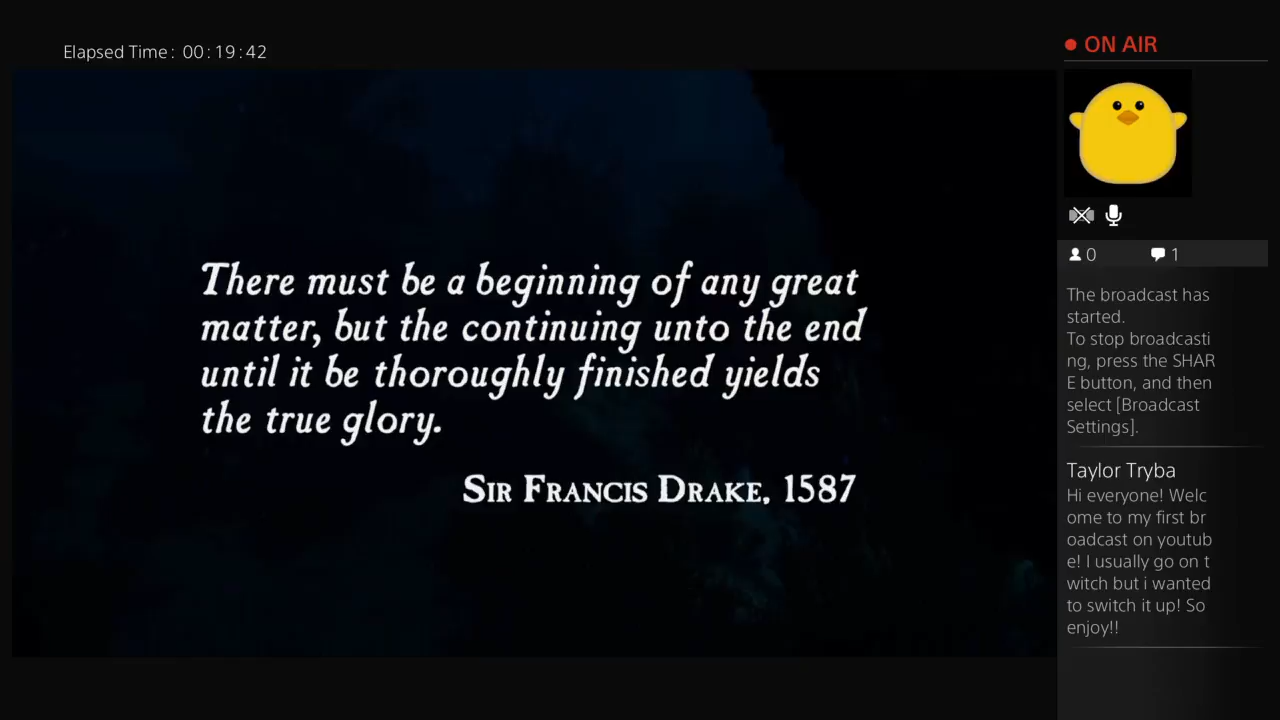 Elapsed Time: 00:19:42
ON AIR
There must be a beginning of any great
matter, but the continuing unto the end
until it be thoroughly finished yields
the true glory.
SIR FRANCIS DRAKE, 1587
0 1
The broadcast has
started.
To stop broadcasti
ng, press the SHAR
E button, and then
select [Broadcast
Settings].
Taylor Tryba
Hi everyone! Welc
ome to my first br
oadcast on youtub
e! I usually go on t
witch but i wanted
to switch it up! So
enjoy!!